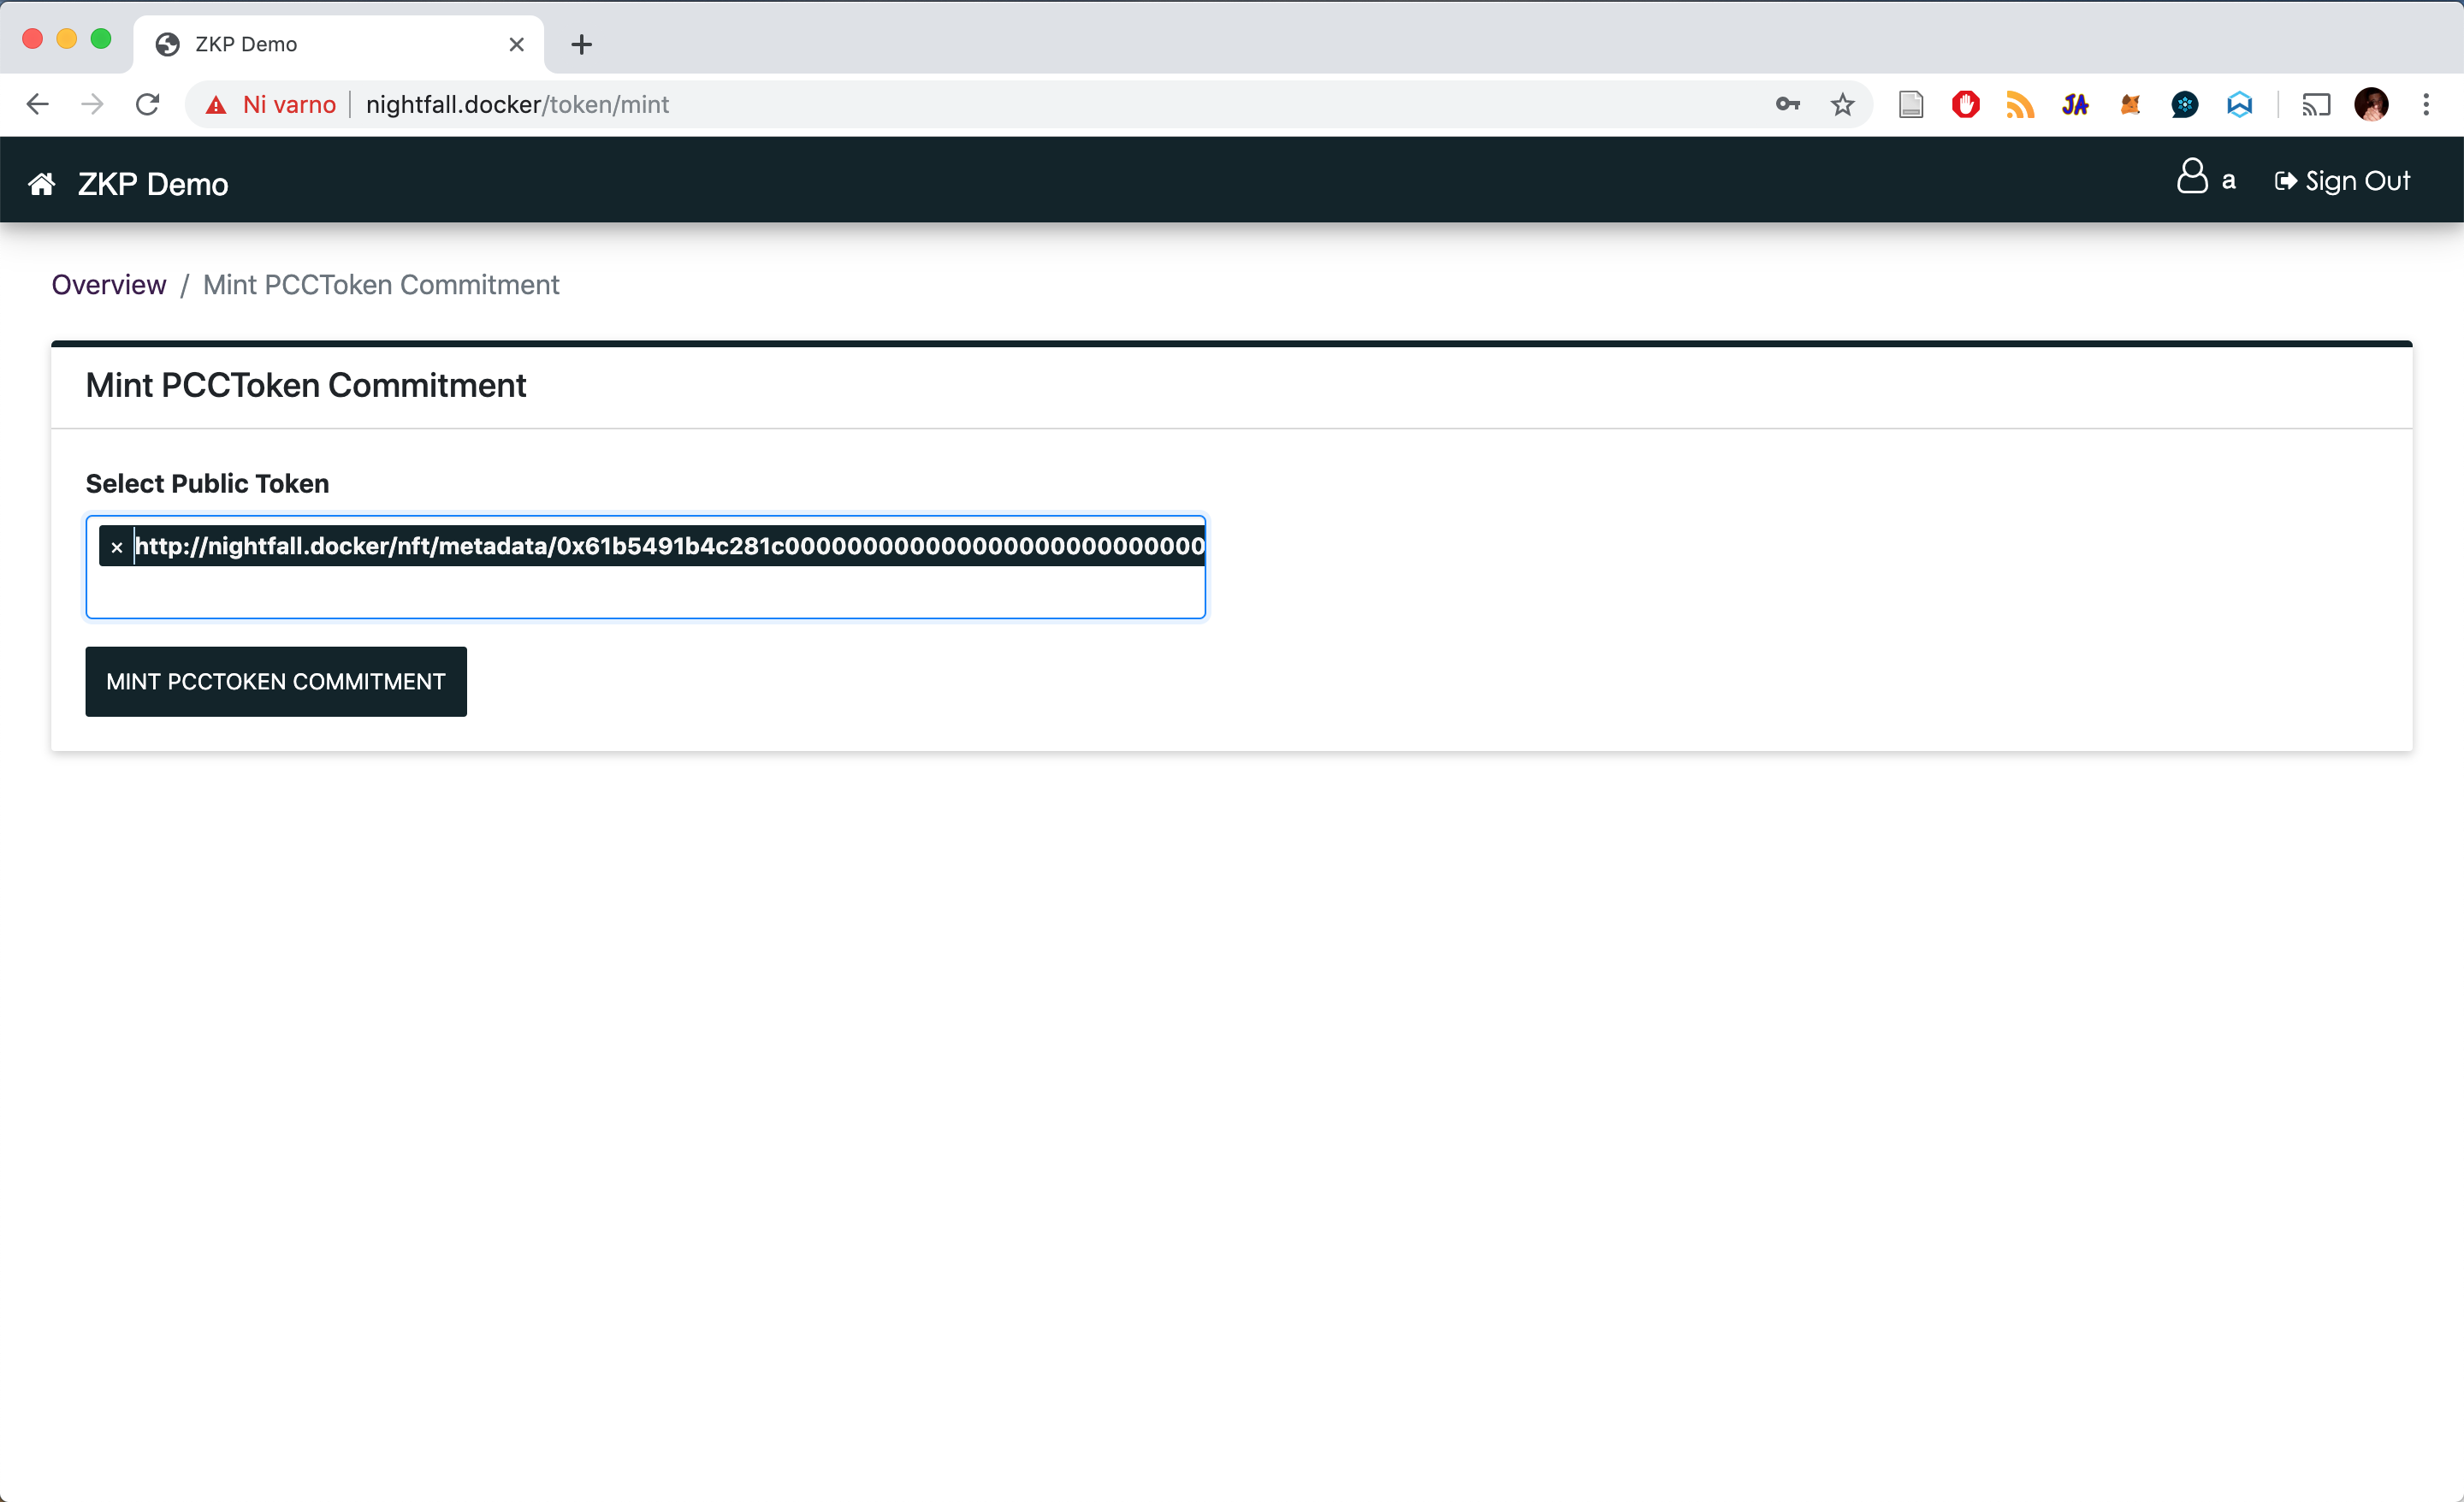 ZKP Demo
Ni varno nightfall.docker/token/mint
JA
ZKP Demo
a Sign Out
Overview / Mint PCCToken Commitment
Mint PCCToken Commitment
Select Public Token
× http://nightfall.docker/nft/metadata/0x61b5491b4c281c000000000000000000000000000
MINT PCCTOKEN COMMITMENT